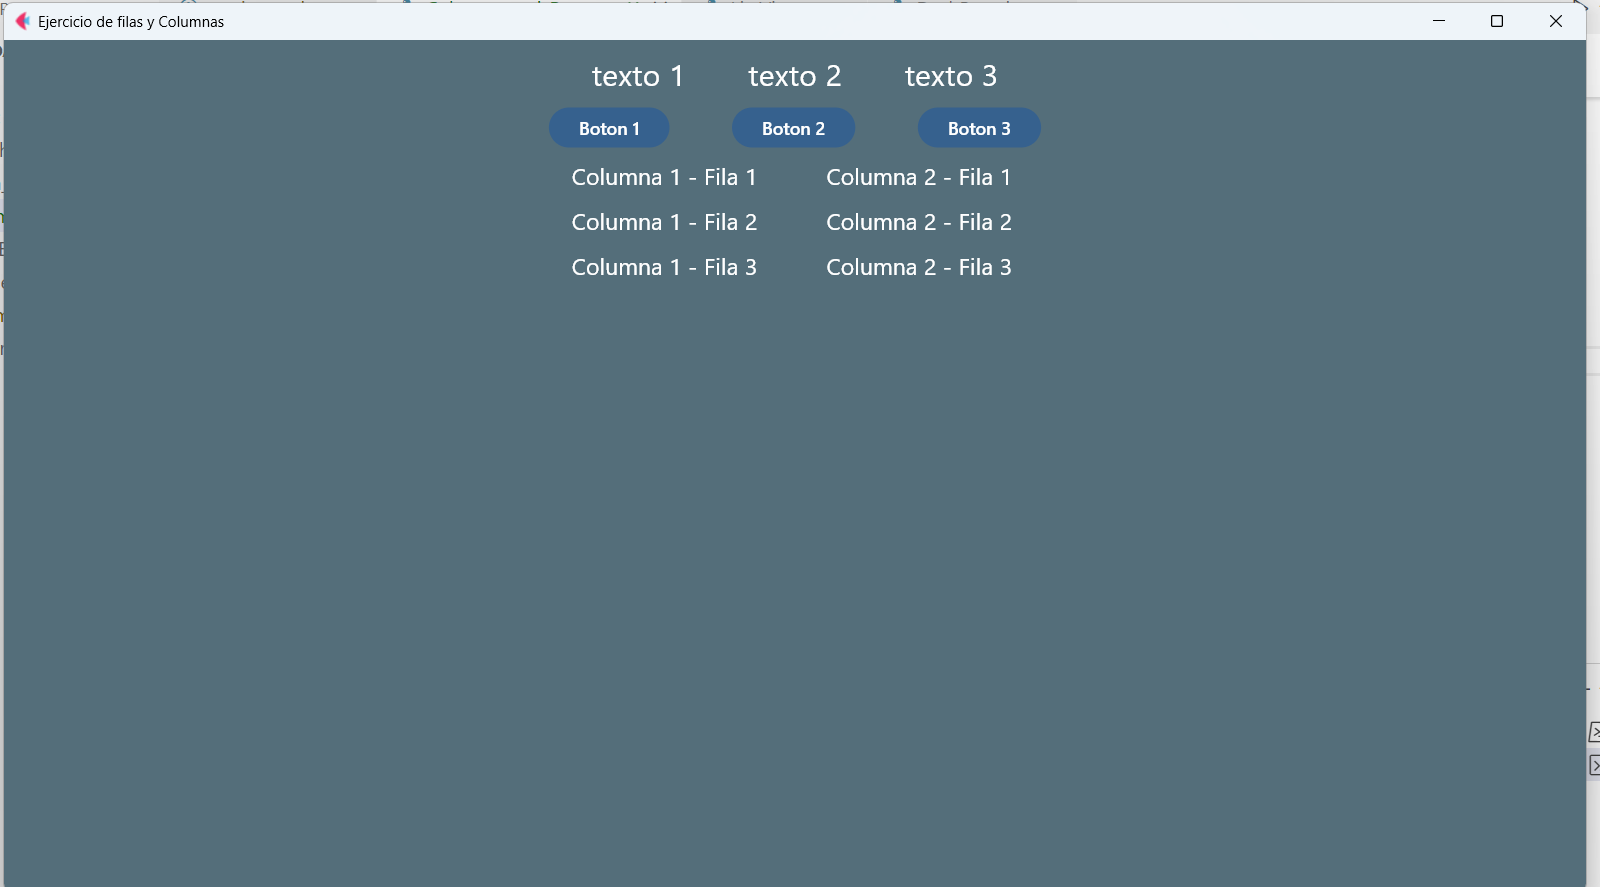 Ejercicio de filas y Columnas
texto 1 texto 2 texto 3
Boton 1 Boton 2 Boton 3
Columna 1 - Fila 1 Columna 2 - Fila 1
Columna 1 - Fila 2 Columna 2 - Fila 2
Columna 1 - Fila 3 Columna 2 - Fila 3